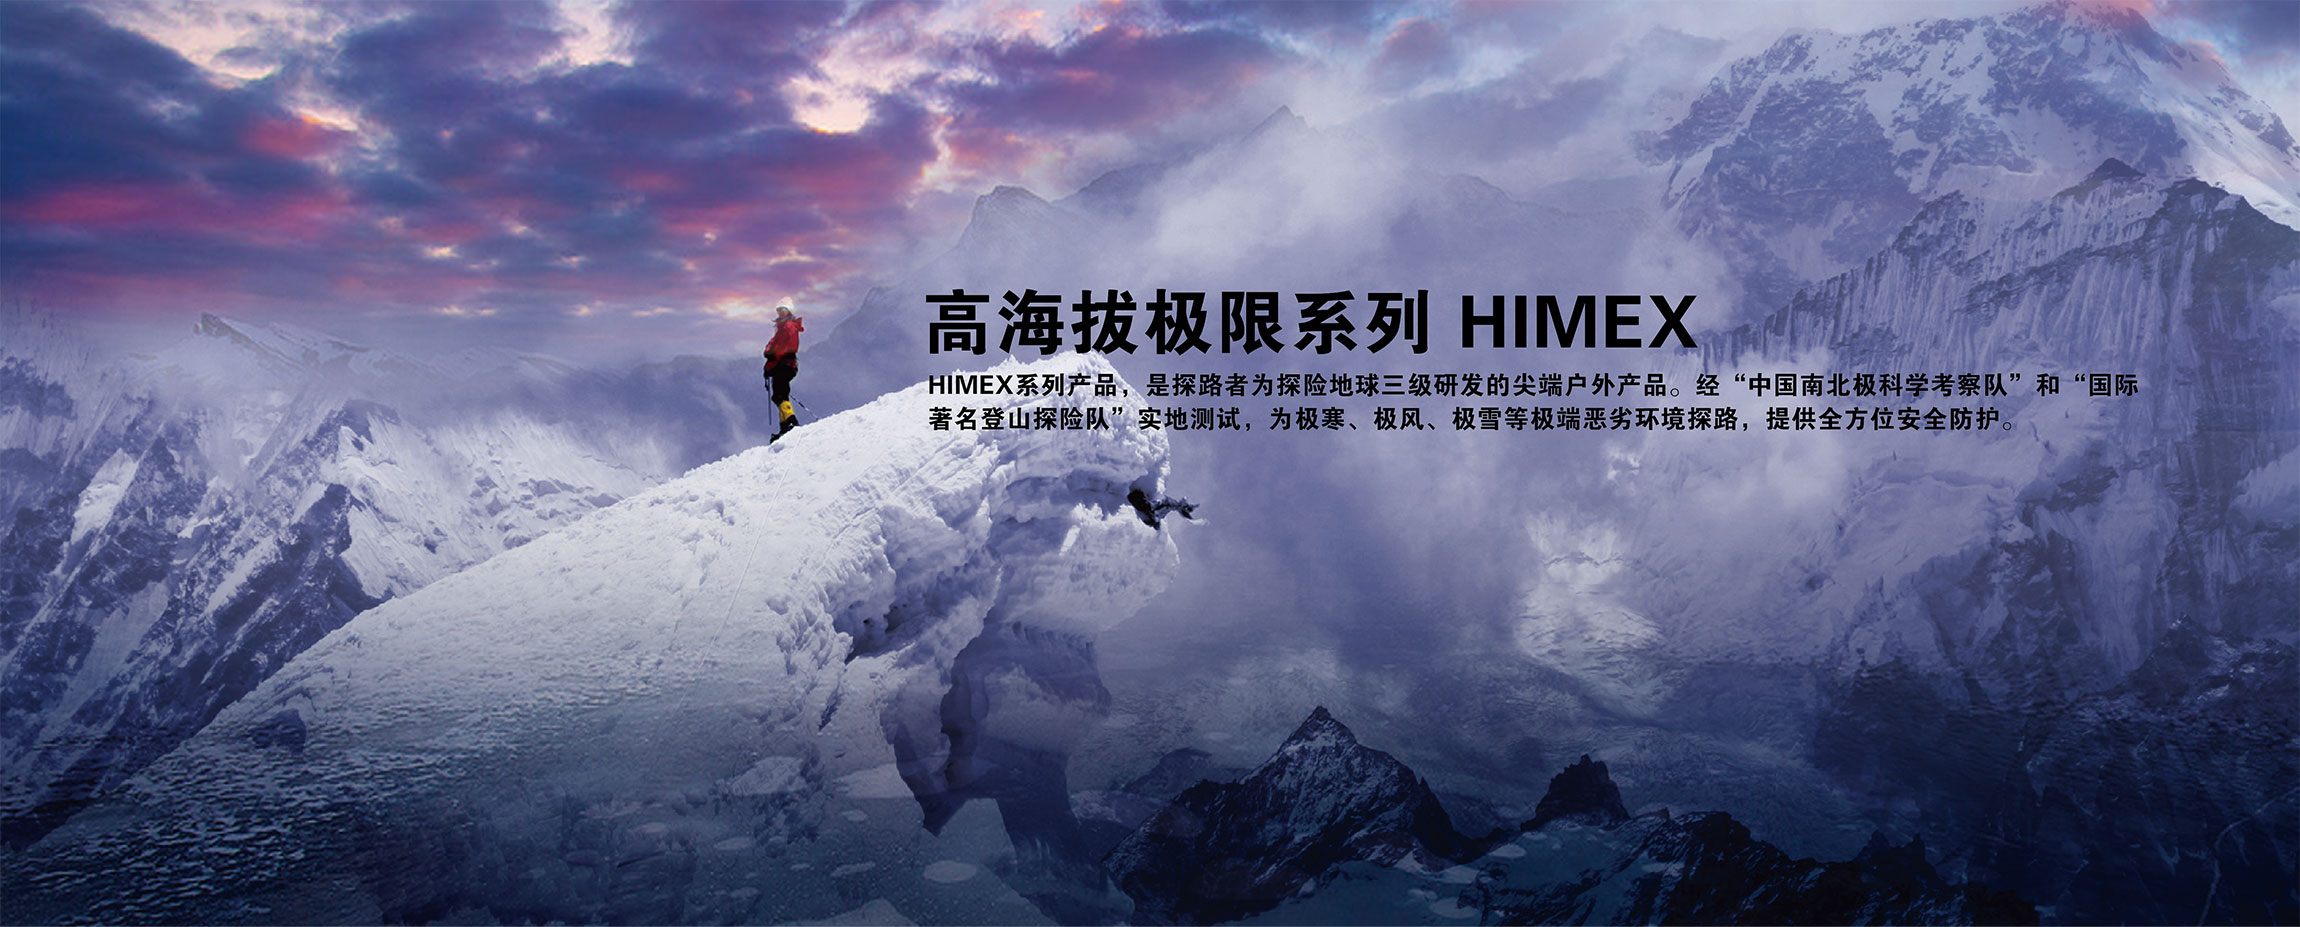 高海拔极限系列 HIMEX
HIMEX系列产品，是探路者为探险地球三级研发的尖端户外产品。经“中国南北极科学考察队”和“国际
著名登山探险队”实地测试，为极寒、极风、极雪等极端恶劣环境探路，提供全方位安全防护。